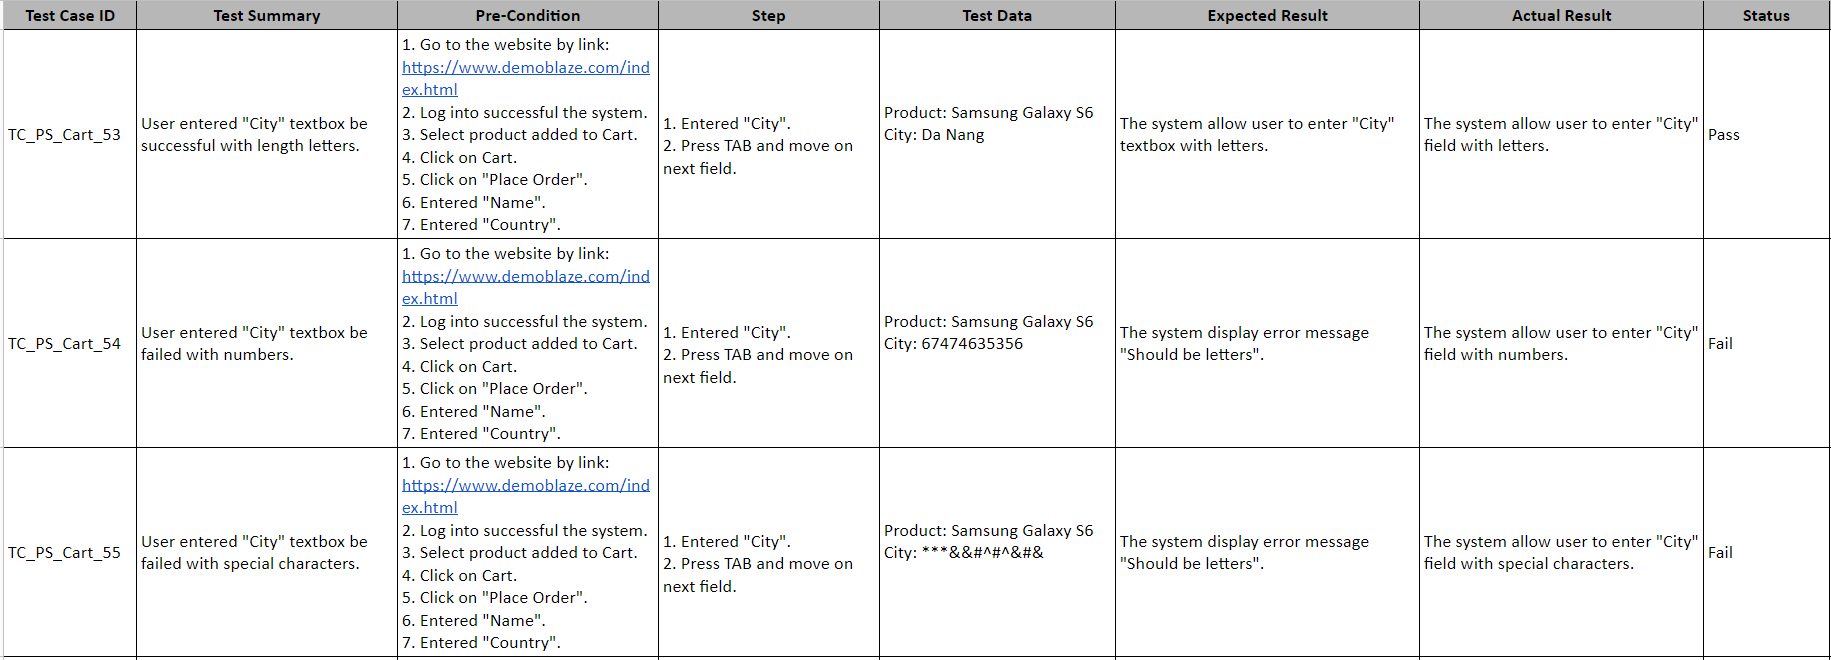 Test Case ID
Test Summary
Pre-Condition
Step
Test Data
Expected Result
Actual Result
Status
TC_PS_Cart_53
User entered "City" textbox be
successful with length letters.
1. Go to the website by link:
https://www.demoblaze.com/ind
ex.html
2. Log into successful the system.
3. Select product added to Cart.
4. Click on Cart.
5. Click on "Place Order".
6. Entered "Name".
7. Entered "Country".
1. Entered "City".
2. Press TAB and move on
next field.
Product: Samsung Galaxy S6
City: Da Nang
The system allow user to enter "City"
textbox with letters.
The system allow user to enter "City"
field with letters.
Pass
TC_PS_Cart_54
User entered "City" textbox be
failed with numbers.
1. Go to the website by link:
https://www.demoblaze.com/ind
ex.html
2. Log into successful the system.
3. Select product added to Cart.
4. Click on Cart.
5. Click on "Place Order".
6. Entered "Name".
7. Entered "Country".
1. Entered "City".
2. Press TAB and move on
next field.
Product: Samsung Galaxy S6
City: 67474635356
The system display error message
"Should be letters".
The system allow user to enter "City"
field with numbers.
Fail
TC_PS_Cart_55
User entered "City" textbox be
failed with special characters.
1. Go to the website by link:
https://www.demoblaze.com/ind
ex.html
2. Log into successful the system.
3. Select product added to Cart.
4. Click on Cart.
5. Click on "Place Order".
6. Entered "Name".
7. Entered "Country".
1. Entered "City".
2. Press TAB and move on
next field.
Product: Samsung Galaxy S6
City: ***&&#^#^&#&
The system display error message
"Should be letters".
The system allow user to enter "City"
field with special characters.
Fail